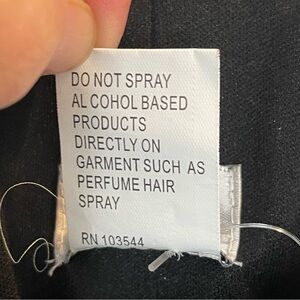 DO NOT SPRAY
AL COHOL BASED
PRODUCTS
DIRECTLY ON
GARMENT SUCH AS
PERFUME HAIR
SPRAY
RN 103544